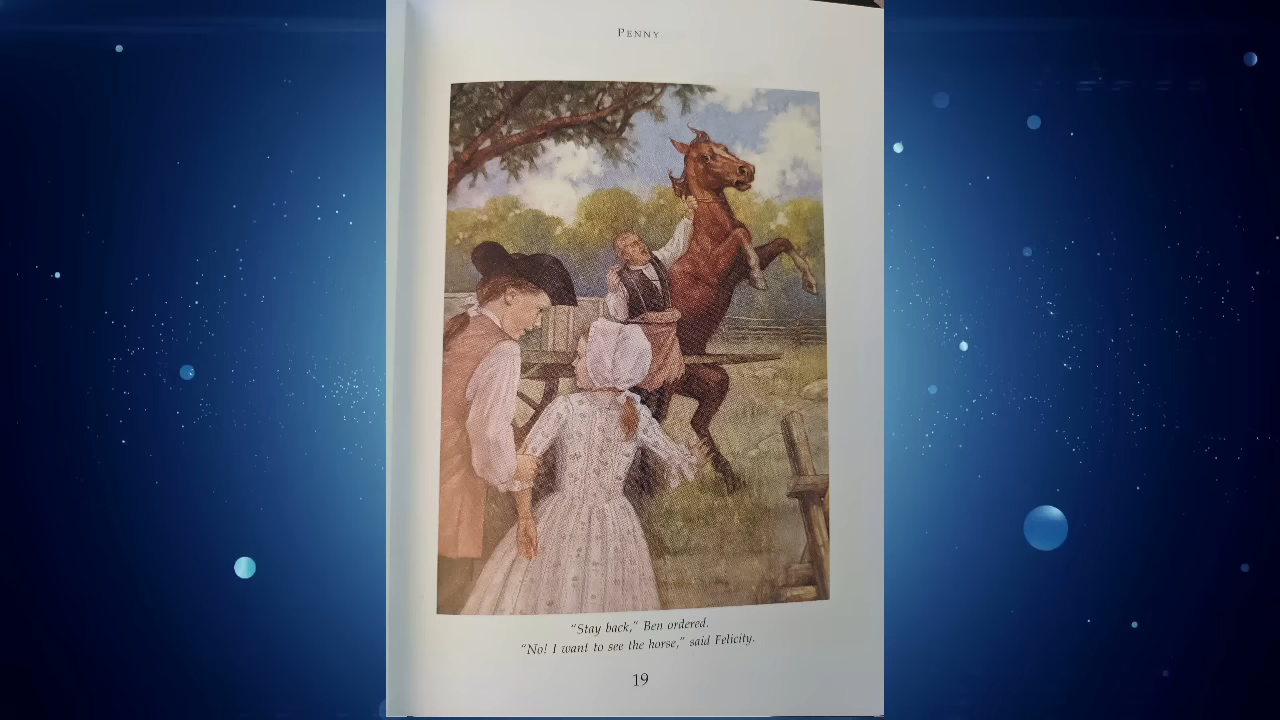 PENNY
"Stay back," Ben ordered.
"No! I want to see the horse," said Felicity.
19